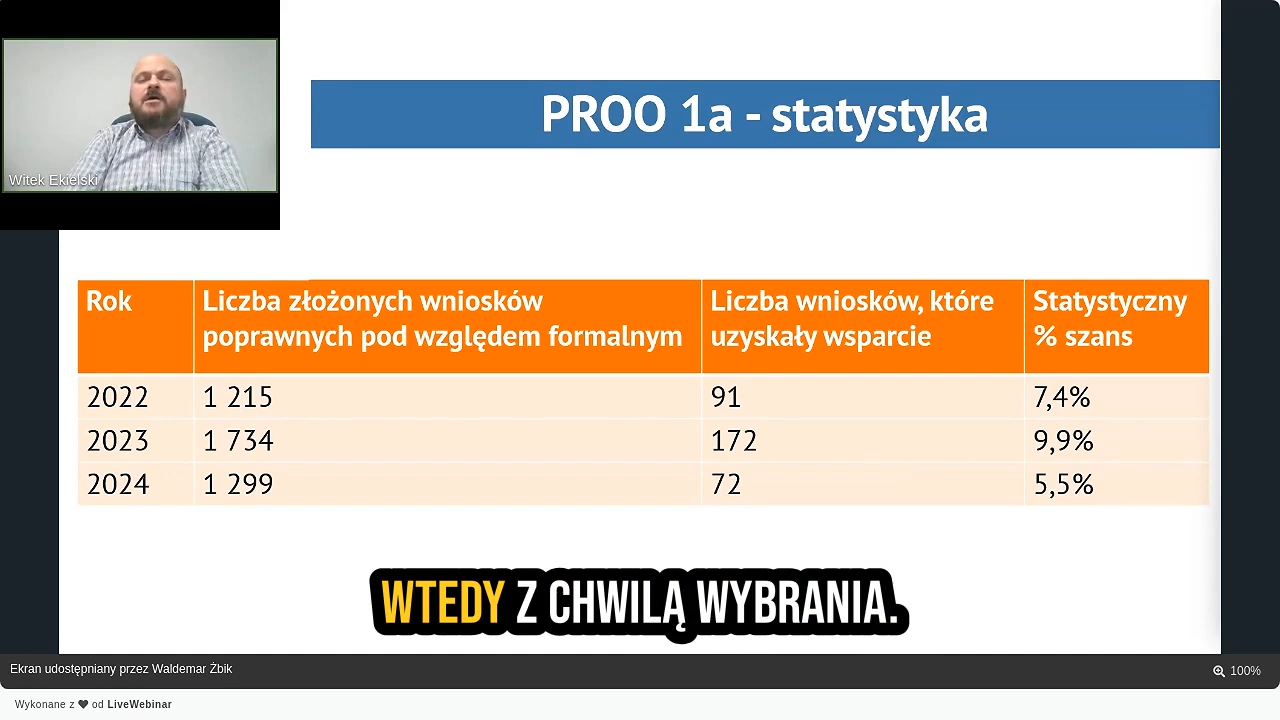 Witek Ekielski
PROO 1a - statystyka
Rok
Liczba złożonych wniosków
poprawnych pod względem formalnym
Liczba wniosków, które
uzyskały wsparcie
Statystyczny
% szans
2022 1 215 91 7,4%
2023 1 734 172 9,9%
2024 1 299 72 5,5%
WTEDY Z CHWILĄ WYBRANIA.
Ekran udostępniany przez Waldemar Żbik
100%
Wykonane z ♥ od LiveWebinar